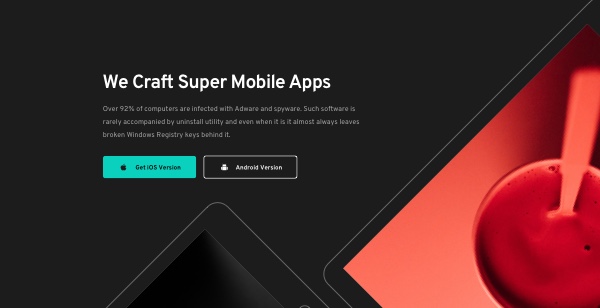 We Craft Super Mobile Apps
Over 92% of computers are infected with Adware and spyware. Such software is
rarely accompanied by uninstall utility and even when it is it almost always leaves
broken Windows Registry keys behind it.
Get iOS Version
Android Version